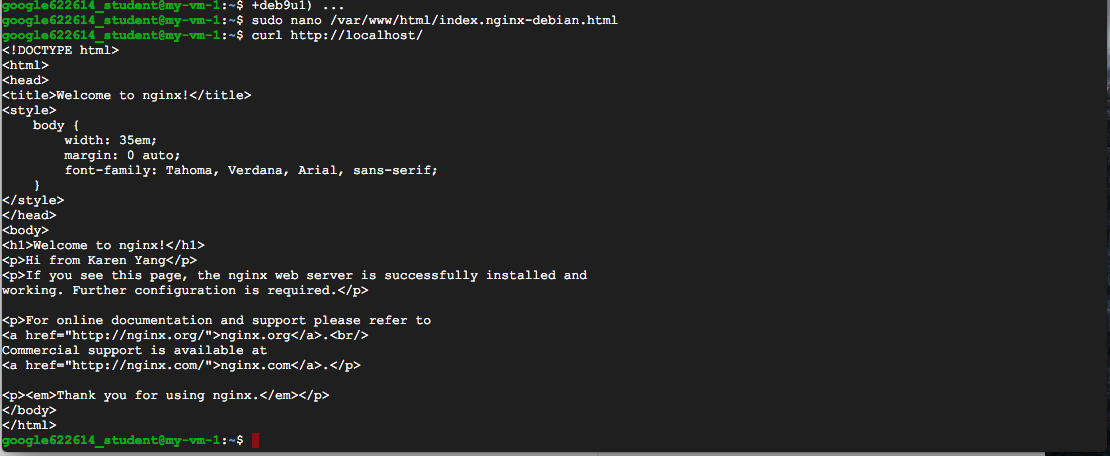 google622614_student@my-vm-1:~$ +deb9u1) ...
google622614_student@my-vm-1:~$ sudo nano /var/www/html/index.nginx-debian.html
google622614_student@my-vm-1:~$ curl http://localhost/
<!DOCTYPE html>
<html>
<head>
<title>Welcome to nginx!</title>
<style>
    body {
        width: 35em;
        margin: 0 auto;
        font-family: Tahoma, Verdana, Arial, sans-serif;
    }
</style>
</head>
<body>
<h1>Welcome to nginx!</h1>
<p>Hi from Karen Yang</p>
<p>If you see this page, the nginx web server is successfully installed and
working. Further configuration is required.</p>

<p>For online documentation and support please refer to
<a href="http://nginx.org/">nginx.org</a>.<br/>
Commercial support is available at
<a href="http://nginx.com/">nginx.com</a>.</p>

<p><em>Thank you for using nginx.</em></p>
</body>
</html>
google622614_student@my-vm-1:~$